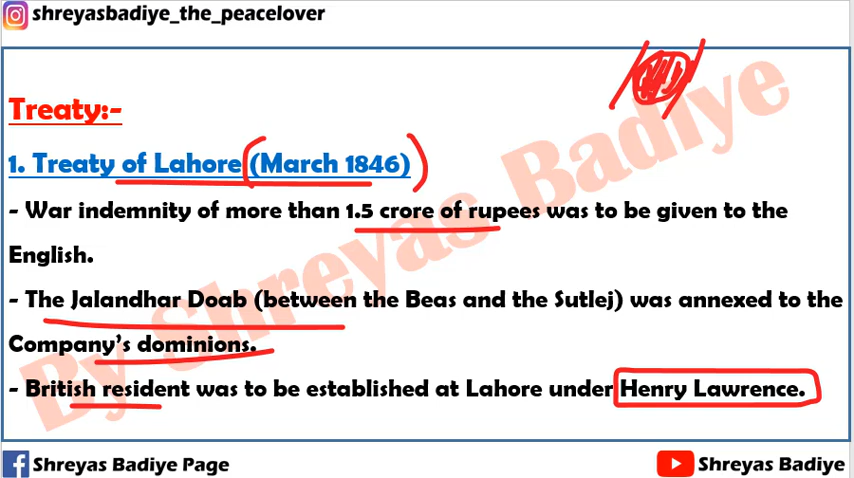 shreyasbadiye_the_peacelover
Treaty:-
1. Treaty of Lahore (March 1846)
- War indemnity of more than 1.5 crore of rupees was to be given to the
English.
- The Jalandhar Doab (between the Beas and the Sutlej) was annexed to the
Company's dominions.
- British resident was to be established at Lahore under Henry Lawrence.
By Shreyas Badiye
Shreyas Badiye Page
Shreyas Badiye